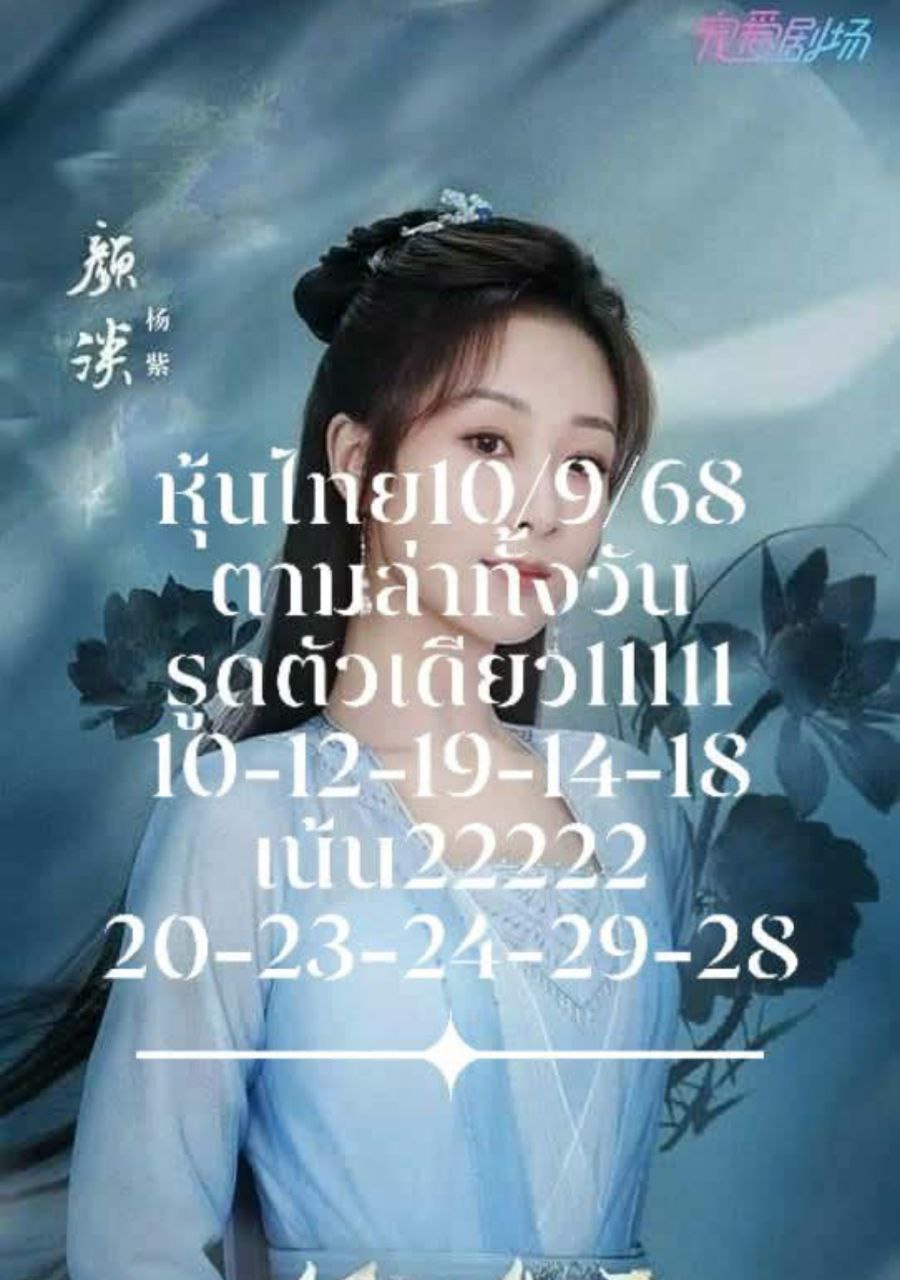 宠爱剧场
颜淡
杨紫
หุ้นไทย10/9/68
ตามล่าทั้งวัน
รูดตัวเดียว11111
10-12-19-14-18
เน้น22222
20-23-24-29-28